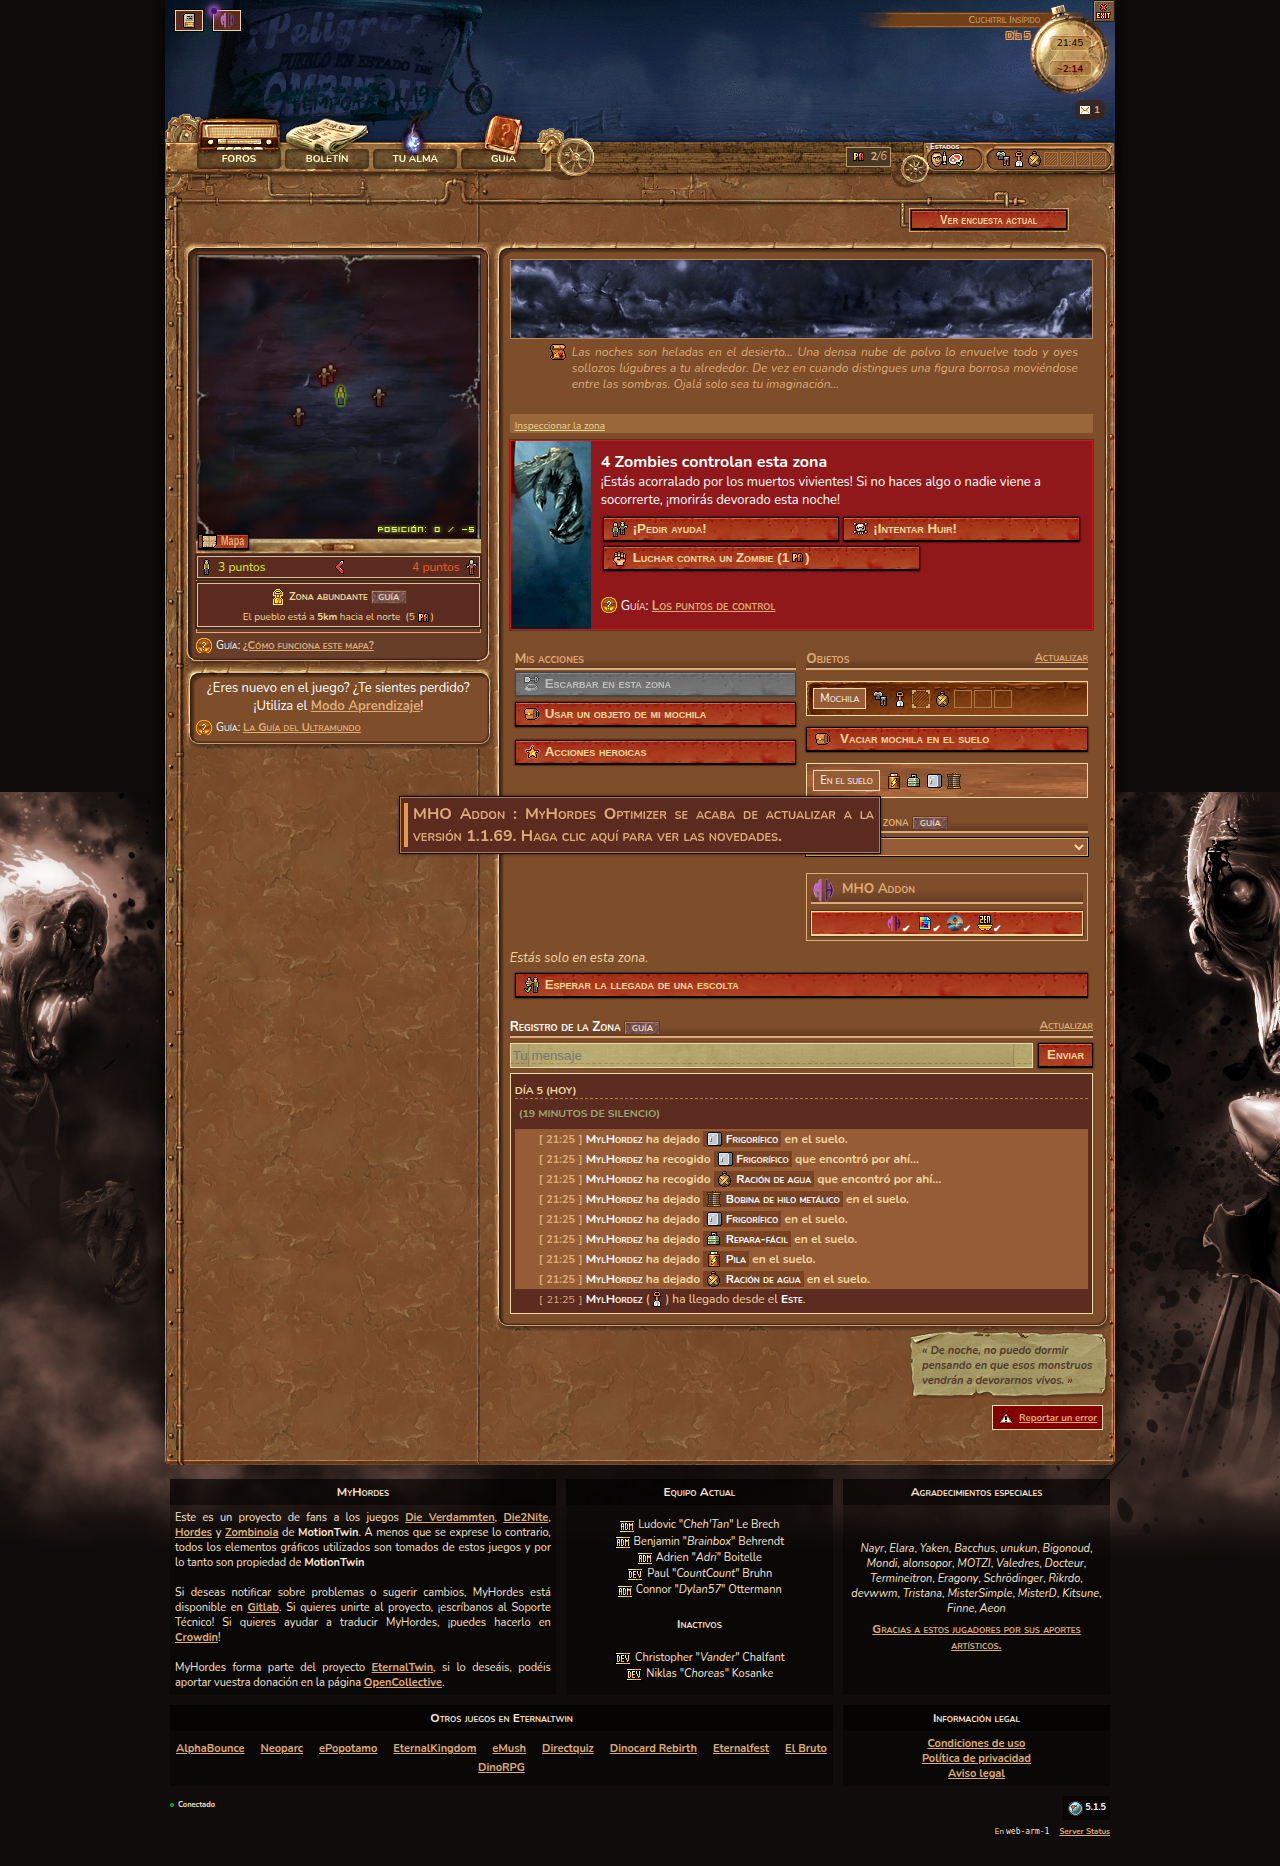 ¡Peligro!
PUEBLO EN ESTADO DE
Cuchitril Insípido
EXIT
Día 5
21:45
~2:14
1
FOROS
BOLETÍN
TU ALMA
GUÍA
2/6
Estados
Ver encuesta actual
Las noches son heladas en el desierto... Una densa nube de polvo lo envuelve todo y oyes
sollozos lúgubres a tu alrededor. De vez en cuando distingues una figura borrosa moviéndose
entre las sombras. Ojalá solo sea tu imaginación...
Inspeccionar la zona
4 Zombies controlan esta zona
¡Estás acorralado por los muertos vivientes! Si no haces algo o nadie viene a
socorrerte, ¡morirás devorado esta noche!
¡Pedir ayuda!
¡Intentar Huir!
Luchar contra un Zombie (1 PA)
Guía: Los puntos de control
Posición: 0 / -5
Mapa
3 puntos
4 puntos
Zona abundante GUÍA
El pueblo está a 5km hacia el norte (5 PA)
Guía: ¿Cómo funciona este mapa?
¿Eres nuevo en el juego? ¿Te sientes perdido?
¡Utiliza el Modo Aprendizaje!
Guía: La Guía del Ultramundo
Mis acciones
Escarbar en esta zona
Usar un objeto de mi mochila
Acciones heroicas
Objetos
Actualizar
Mochila
Vaciar mochila en el suelo
En el suelo
MHO Addon : MyHordes Optimizer se acaba de actualizar a la
versión 1.1.69. Haga clic aquí para ver las novedades.
zona GUÍA
MHO Addon
Estás solo en esta zona.
Esperar la llegada de una escolta
Registro de la Zona GUÍA
Actualizar
Tu mensaje
Enviar
DÍA 5 (HOY)
(19 MINUTOS DE SILENCIO)
[ 21:25 ] MylHordez ha dejado Frigorífico en el suelo.
[ 21:25 ] MylHordez ha recogido Frigorífico que encontró por ahí...
[ 21:25 ] MylHordez ha recogido Ración de agua que encontró por ahí...
[ 21:25 ] MylHordez ha dejado Bobina de hilo metálico en el suelo.
[ 21:25 ] MylHordez ha dejado Frigorífico en el suelo.
[ 21:25 ] MylHordez ha dejado Repara-fácil en el suelo.
[ 21:25 ] MylHordez ha dejado Pila en el suelo.
[ 21:25 ] MylHordez ha dejado Ración de agua en el suelo.
[ 21:25 ] MylHordez ( ) ha llegado desde el Este.
« De noche, no puedo dormir
pensando en que esos monstruos
vendrán a devorarnos vivos. »
Reportar un error
MyHordes
Este es un proyecto de fans a los juegos Die Verdammten, Die2Nite,
Hordes y Zombinoia de MotionTwin. A menos que se exprese lo contrario,
todos los elementos gráficos utilizados son tomados de estos juegos y por
lo tanto son propiedad de MotionTwin
Si deseas notificar sobre problemas o sugerir cambios, MyHordes está
disponible en Gitlab. Si quieres unirte al proyecto, ¡escríbanos al Soporte
Técnico! Si quieres ayudar a traducir MyHordes, ¡puedes hacerlo en
Crowdin!
MyHordes forma parte del proyecto EternalTwin, si lo deseáis, podéis
aportar vuestra donación en la página OpenCollective.
Equipo Actual
ADM Ludovic "Cheh'Tan" Le Brech
ADM Benjamin "Brainbox" Behrendt
ADM Adrien "Adri" Boitelle
DEV Paul "CountCount" Bruhn
ADM Connor "Dylan57" Ottermann
Inactivos
DEV Christopher "Vander" Chalfant
DEV Niklas "Choreas" Kosanke
Agradecimientos especiales
Nayr, Elara, Yaken, Bacchus, unukun, Bigonoud,
Mondi, alonsopor, MOTZI, Valedres, Docteur,
Termineitron, Eragony, Schrödinger, Rikrdo,
devwwm, Tristana, MisterSimple, MisterD, Kitsune,
Finne, Aeon
Gracias a estos jugadores por sus aportes
artísticos.
Otros juegos en Eternaltwin
AlphaBounce Neoparc ePopotamo EternalKingdom eMush Directquiz Dinocard Rebirth Eternalfest El Bruto
DinoRPG
Información legal
Condiciones de uso
Política de privacidad
Aviso legal
Conectado
5.1.5
En web-arm-1 Server Status